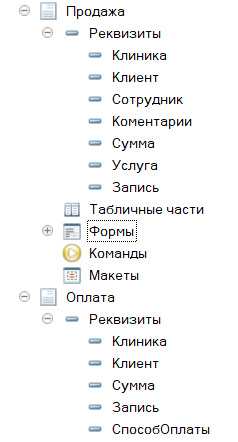 Продажа
Реквизиты
Клиника
Клиент
Сотрудник
Коментарии
Сумма
Услуга
Запись
Табличные части
Формы
Команды
Макеты
Оплата
Реквизиты
Клиника
Клиент
Сумма
Запись
СпособОплаты